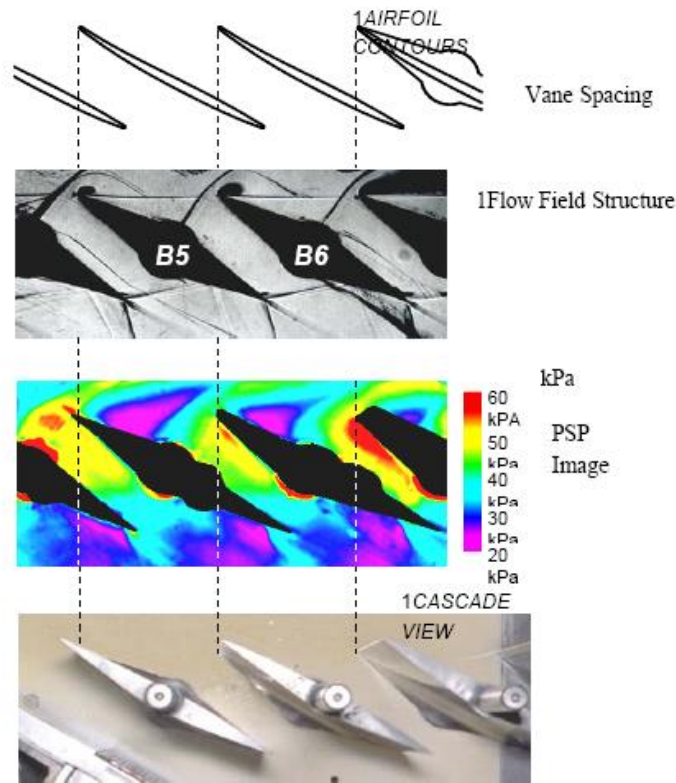 1AIRFOIL
CONTOURS
Vane Spacing
1Flow Field Structure
B5
B6
kPa
60
kPA
50
kPa
40
kPa
30
kPa
20
kPa
PSP
Image
1CASCADE
VIEW